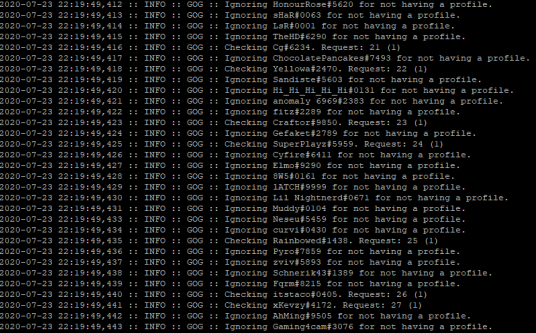 2020-07-23 22:19:49,412 :: INFO :: GOG :: Ignoring HonourRose#5620 for not having a profile.
2020-07-23 22:19:49,413 :: INFO :: GOG :: Ignoring sHaR#0063 for not having a profile.
2020-07-23 22:19:49,414 :: INFO :: GOG :: Ignoring LsR#0001 for not having a profile.
2020-07-23 22:19:49,415 :: INFO :: GOG :: Ignoring TheHD#6290 for not having a profile.
2020-07-23 22:19:49,416 :: INFO :: GOG :: Checking Cg#6234. Request: 21 (1)
2020-07-23 22:19:49,417 :: INFO :: GOG :: Ignoring ChocolatePancakes#7493 for not having a profile.
2020-07-23 22:19:49,418 :: INFO :: GOG :: Checking Yellowa#2570. Request: 22 (1)
2020-07-23 22:19:49,419 :: INFO :: GOG :: Ignoring Sandiste#5603 for not having a profile.
2020-07-23 22:19:49,420 :: INFO :: GOG :: Ignoring Hi_Hi_Hi_Hi_Hi#0131 for not having a profile.
2020-07-23 22:19:49,421 :: INFO :: GOG :: Ignoring anomaly 6969#2383 for not having a profile.
2020-07-23 22:19:49,422 :: INFO :: GOG :: Ignoring fitz#2289 for not having a profile.
2020-07-23 22:19:49,423 :: INFO :: GOG :: Checking Craftor#9850. Request: 23 (1)
2020-07-23 22:19:49,424 :: INFO :: GOG :: Ignoring Gefaket#2789 for not having a profile.
2020-07-23 22:19:49,425 :: INFO :: GOG :: Checking SuperPlayz#5959. Request: 24 (1)
2020-07-23 22:19:49,426 :: INFO :: GOG :: Ignoring Cyfire#6411 for not having a profile.
2020-07-23 22:19:49,427 :: INFO :: GOG :: Ignoring Elmo#9290 for not having a profile.
2020-07-23 22:19:49,428 :: INFO :: GOG :: Ignoring 8W5#0161 for not having a profile.
2020-07-23 22:19:49,429 :: INFO :: GOG :: Ignoring lATCH#9999 for not having a profile.
2020-07-23 22:19:49,430 :: INFO :: GOG :: Ignoring Lil Nightnerd#0671 for not having a profile.
2020-07-23 22:19:49,431 :: INFO :: GOG :: Ignoring Muddy#0104 for not having a profile.
2020-07-23 22:19:49,433 :: INFO :: GOG :: Ignoring Neseu#5459 for not having a profile.
2020-07-23 22:19:49,434 :: INFO :: GOG :: Ignoring curvi#0430 for not having a profile.
2020-07-23 22:19:49,435 :: INFO :: GOG :: Checking Rainbowed#1438. Request: 25 (1)
2020-07-23 22:19:49,436 :: INFO :: GOG :: Ignoring Pyro#7859 for not having a profile.
2020-07-23 22:19:49,437 :: INFO :: GOG :: Ignoring zviv#5893 for not having a profile.
2020-07-23 22:19:49,438 :: INFO :: GOG :: Ignoring Schnerik43#1389 for not having a profile.
2020-07-23 22:19:49,439 :: INFO :: GOG :: Ignoring Fqrm#8215 for not having a profile.
2020-07-23 22:19:49,440 :: INFO :: GOG :: Checking itstaco#0405. Request: 26 (1)
2020-07-23 22:19:49,441 :: INFO :: GOG :: Checking xKevzy#4172. Request: 27 (1)
2020-07-23 22:19:49,442 :: INFO :: GOG :: Ignoring AhMing#9505 for not having a profile.
2020-07-23 22:19:49,443 :: INFO :: GOG :: Ignoring Gaming4cam#3076 for not having a profile.